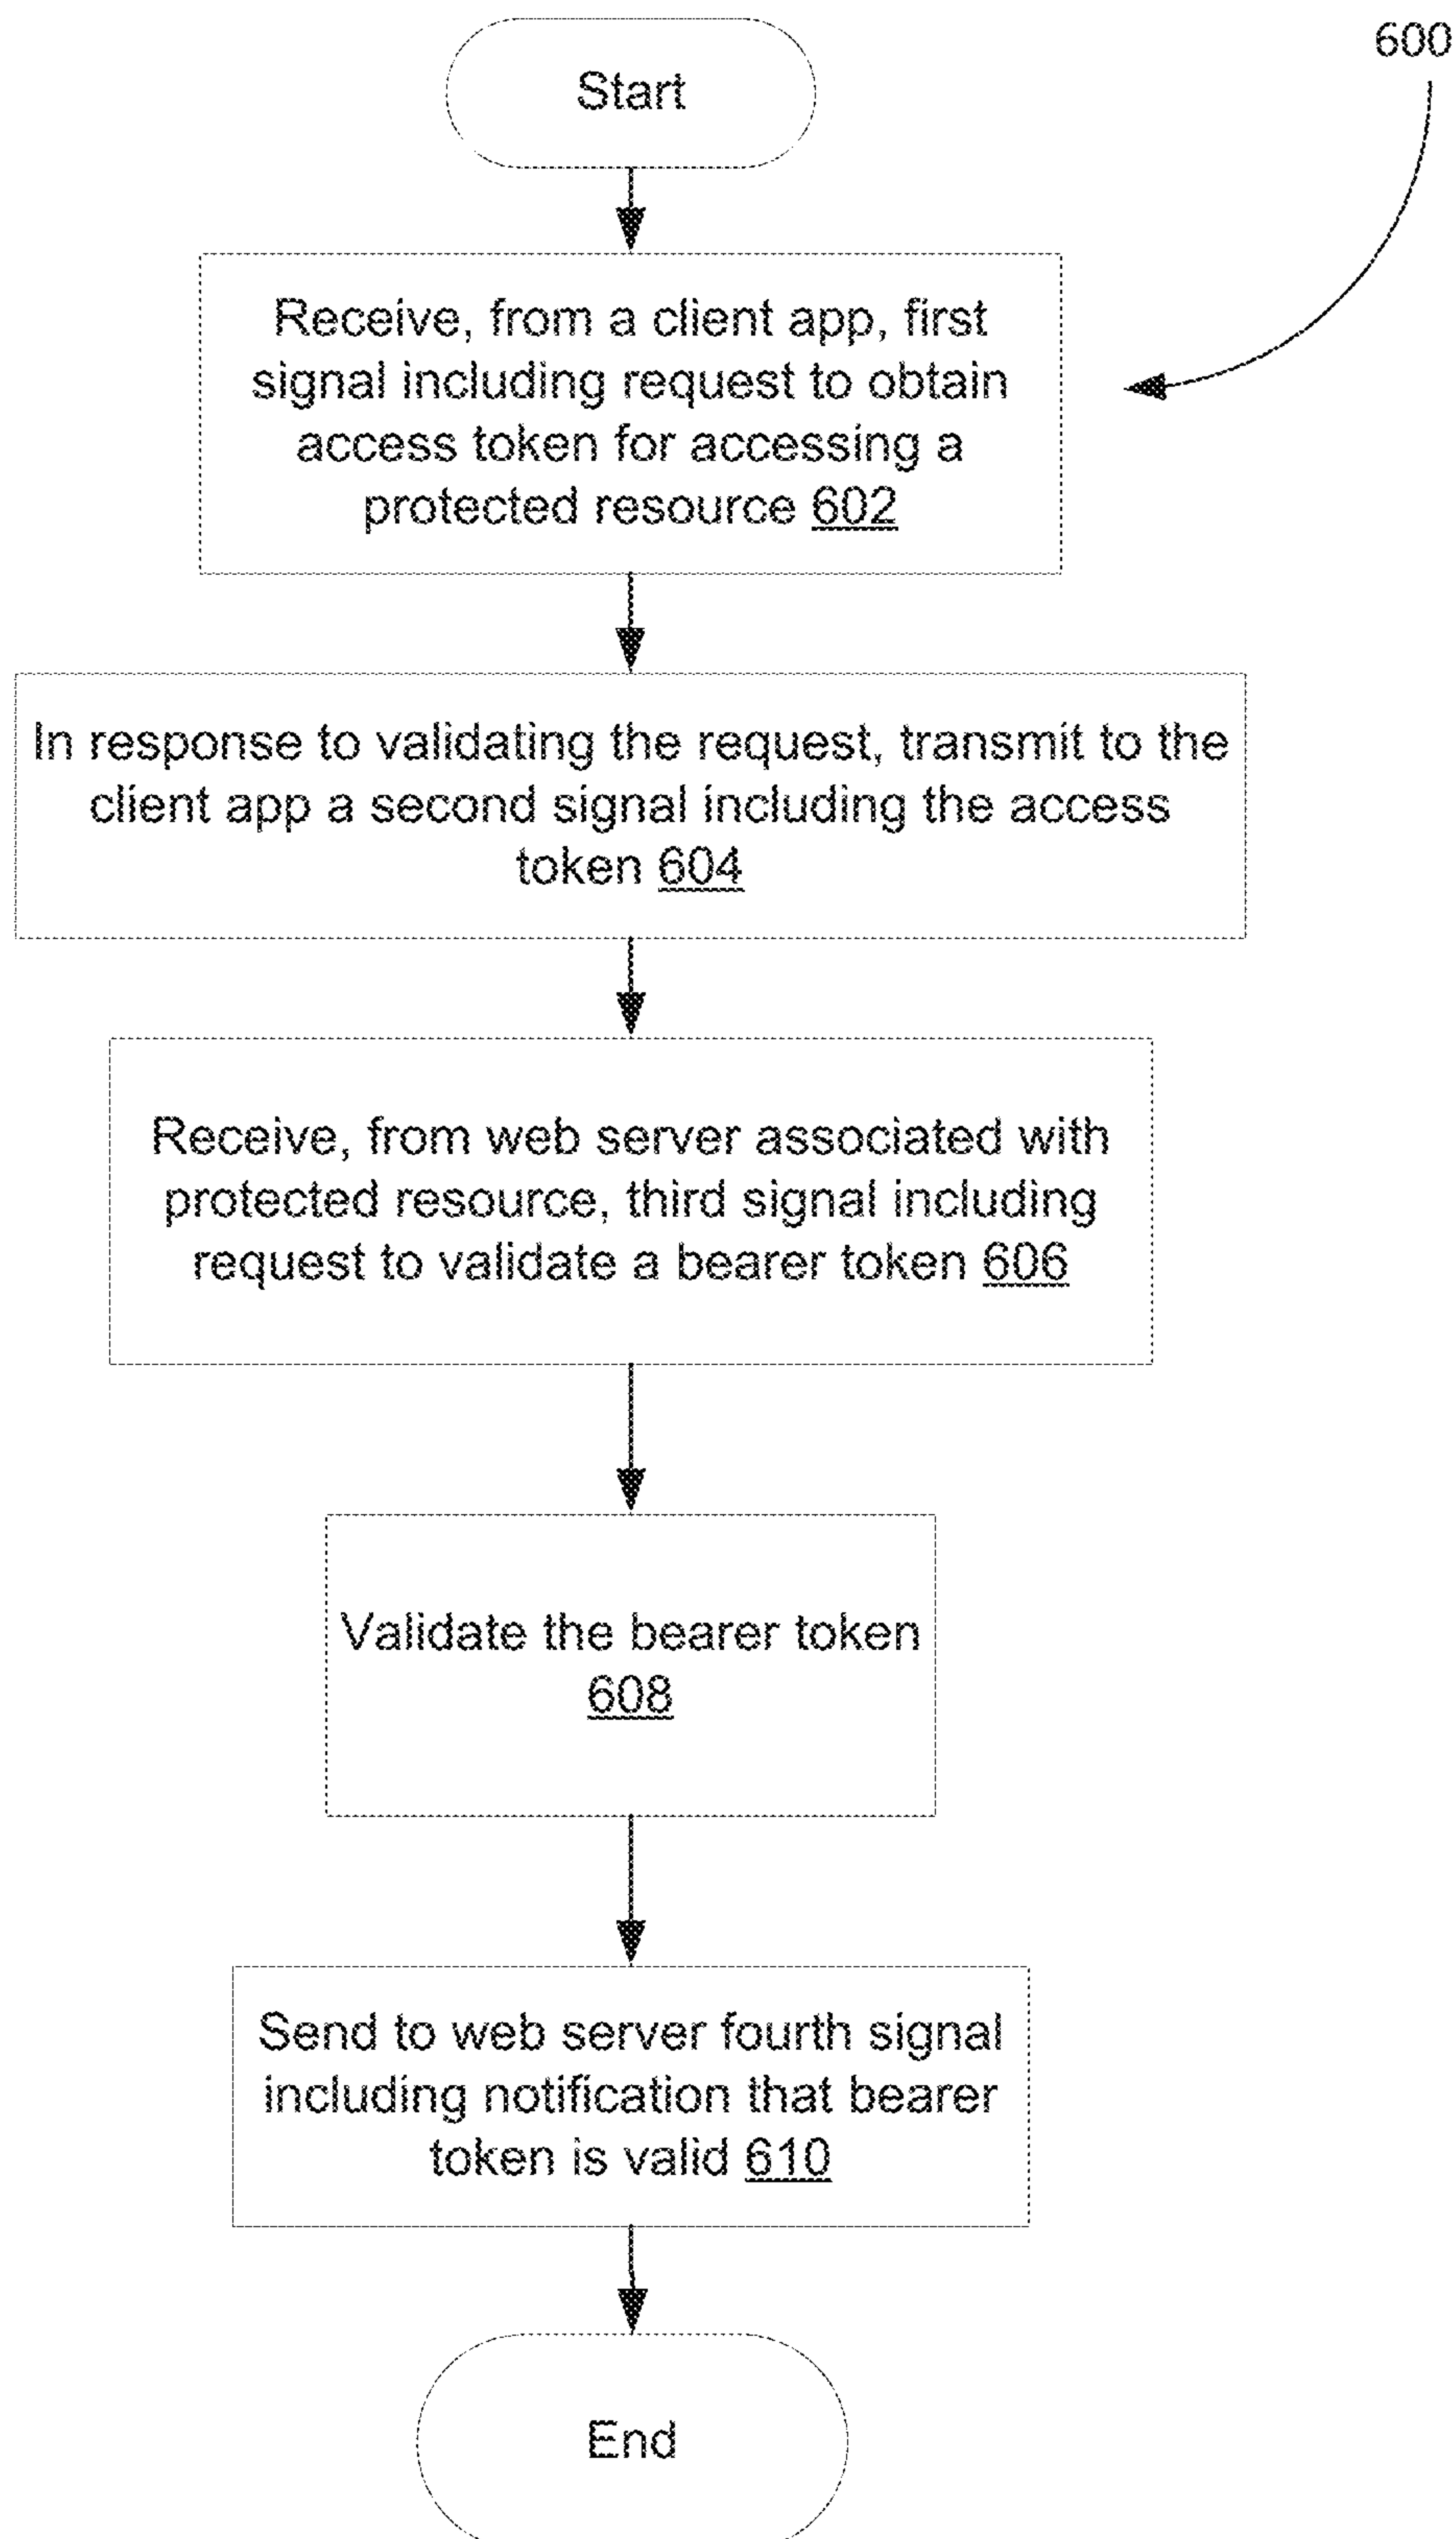 600
Start
Receive, from a client app, first
signal including request to obtain
access token for accessing a
protected resource 602
In response to validating the request, transmit to the
client app a second signal including the access
token 604
Receive, from web server associated with
protected resource, third signal including
request to validate a bearer token 606
Validate the bearer token
608
Send to web server fourth signal
including notification that bearer
token is valid 610
End